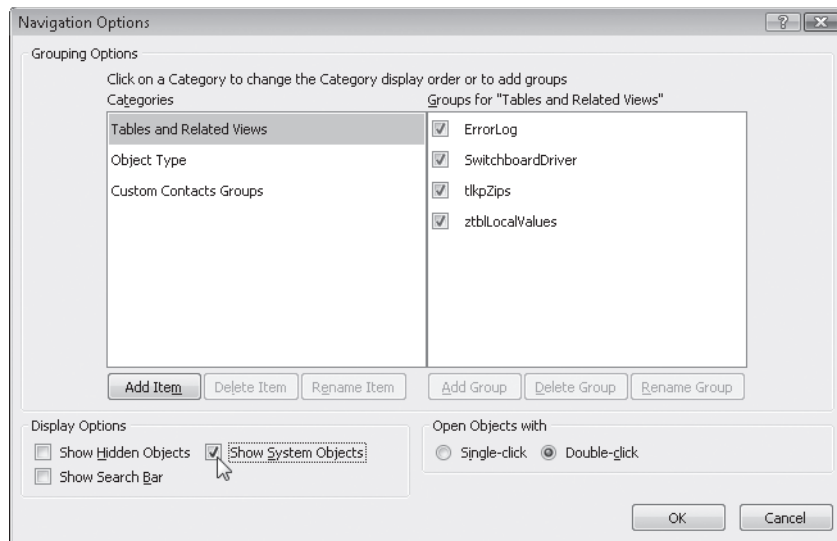 Navigation Options
Grouping Options
Click on a Category to change the Category display order or to add groups
Categories
Groups for "Tables and Related Views"
Tables and Related Views
Object Type
Custom Contacts Groups
ErrorLog
SwitchboardDriver
tlkpZips
ztblLocalValues
Add Item
Delete Item
Rename Item
Add Group
Delete Group
Rename Group
Display Options
Show Hidden Objects
Show System Objects
Show Search Bar
Open Objects with
Single-click
Double-click
OK
Cancel